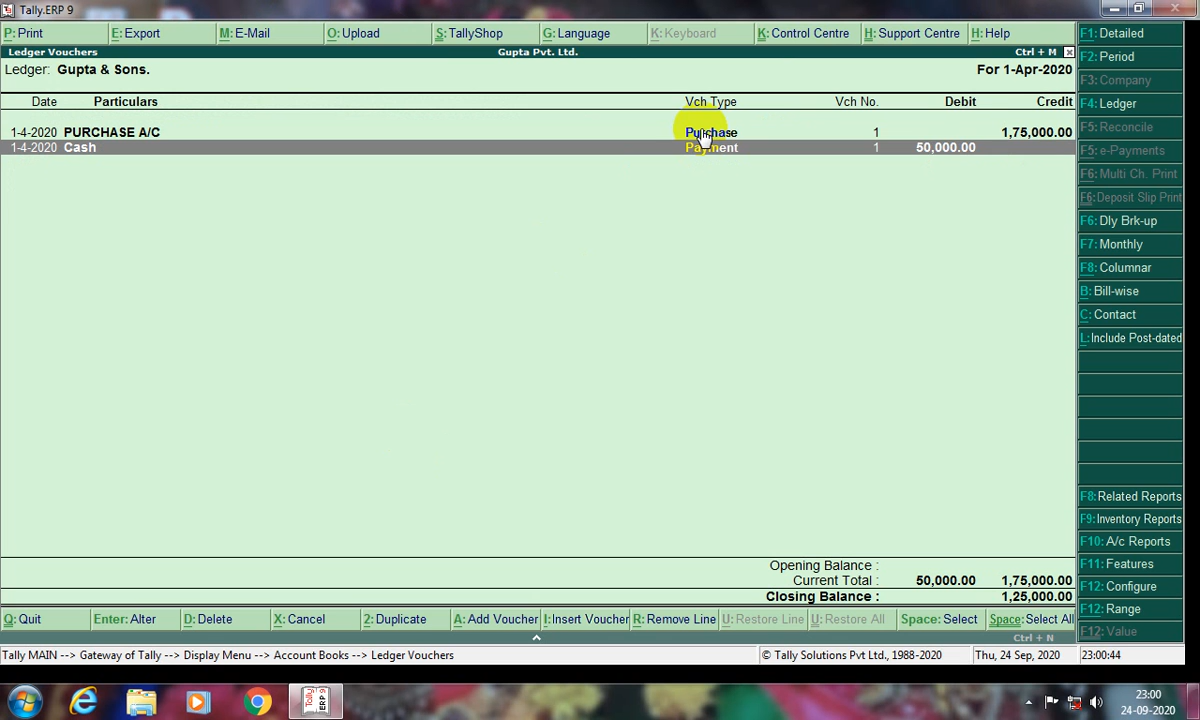 Tally.ERP 9
P: Print E: Export M: E-Mail O: Upload S: TallyShop G: Language K: Keyboard K: Control Centre H: Support Centre H: Help
Ledger Vouchers Gupta Pvt. Ltd. Ctrl + M
Ledger: Gupta & Sons. For 1-Apr-2020
Date Particulars Vch Type Vch No. Debit Credit
1-4-2020 PURCHASE A/C Purchase 1 1,75,000.00
1-4-2020 Cash Payment 1 50,000.00
Opening Balance :
Current Total : 50,000.00 1,75,000.00
Closing Balance : 1,25,000.00
F1: Detailed
F2: Period
F3: Company
F4: Ledger
F5: Reconcile
F5: e-Payments
F6: Multi Ch. Print
F6: Deposit Slip Print
F6: Dly Brk-up
F7: Monthly
F8: Columnar
B: Bill-wise
C: Contact
L: Include Post-dated
F8: Related Reports
F9: Inventory Reports
F10: A/c Reports
F11: Features
F12: Configure
F12: Range
F12: Value
Q: Quit Enter: Alter D: Delete X: Cancel 2: Duplicate A: Add Voucher I: Insert Voucher R: Remove Line U: Restore Line U: Restore All Space: Select Space: Select All
Ctrl + N
Tally MAIN --> Gateway of Tally --> Display Menu --> Account Books --> Ledger Vouchers © Tally Solutions Pvt Ltd., 1988-2020 Thu, 24 Sep, 2020 23:00:44
Tally
ERP 9
23:00
24-09-2020